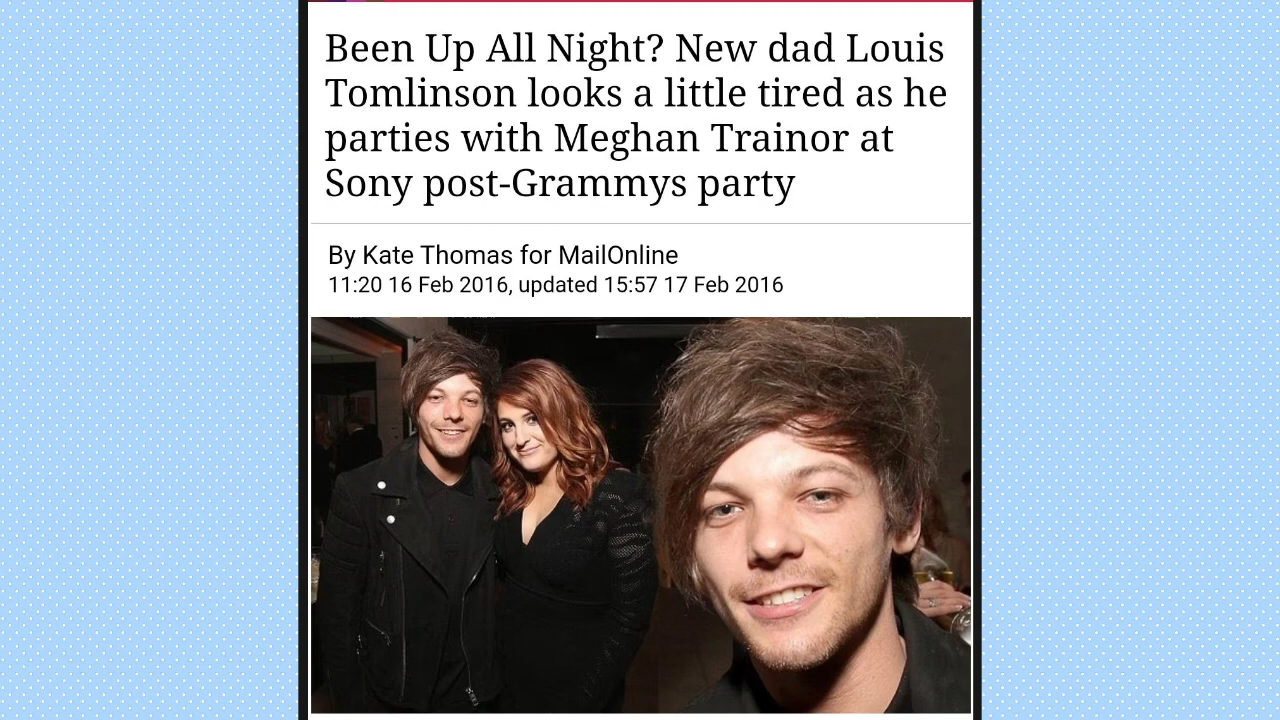 Been Up All Night? New dad Louis
Tomlinson looks a little tired as he
parties with Meghan Trainor at
Sony post-Grammys party
By Kate Thomas for MailOnline
11:20 16 Feb 2016, updated 15:57 17 Feb 2016